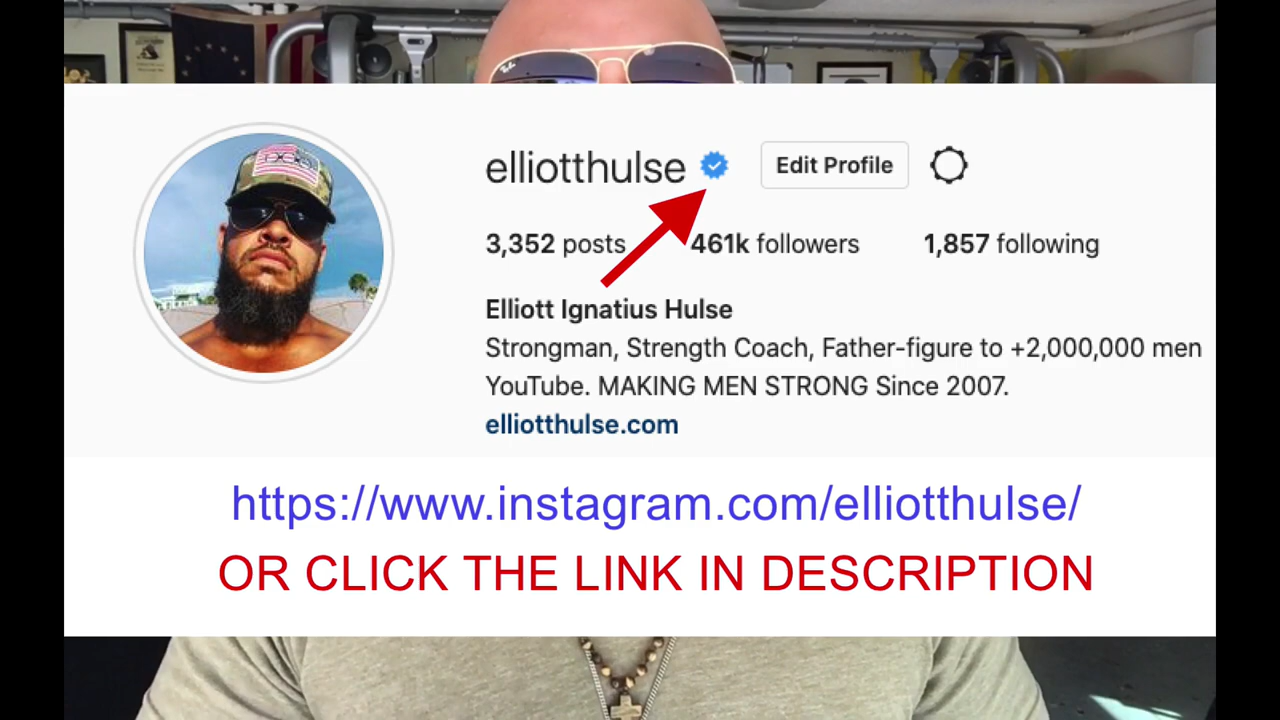 elliotthulse Edit Profile
3,352 posts 461k followers 1,857 following
Elliott Ignatius Hulse
Strongman, Strength Coach, Father-figure to +2,000,000 men
YouTube. MAKING MEN STRONG Since 2007.
elliotthulse.com
https://www.instagram.com/elliotthulse/
OR CLICK THE LINK IN DESCRIPTION